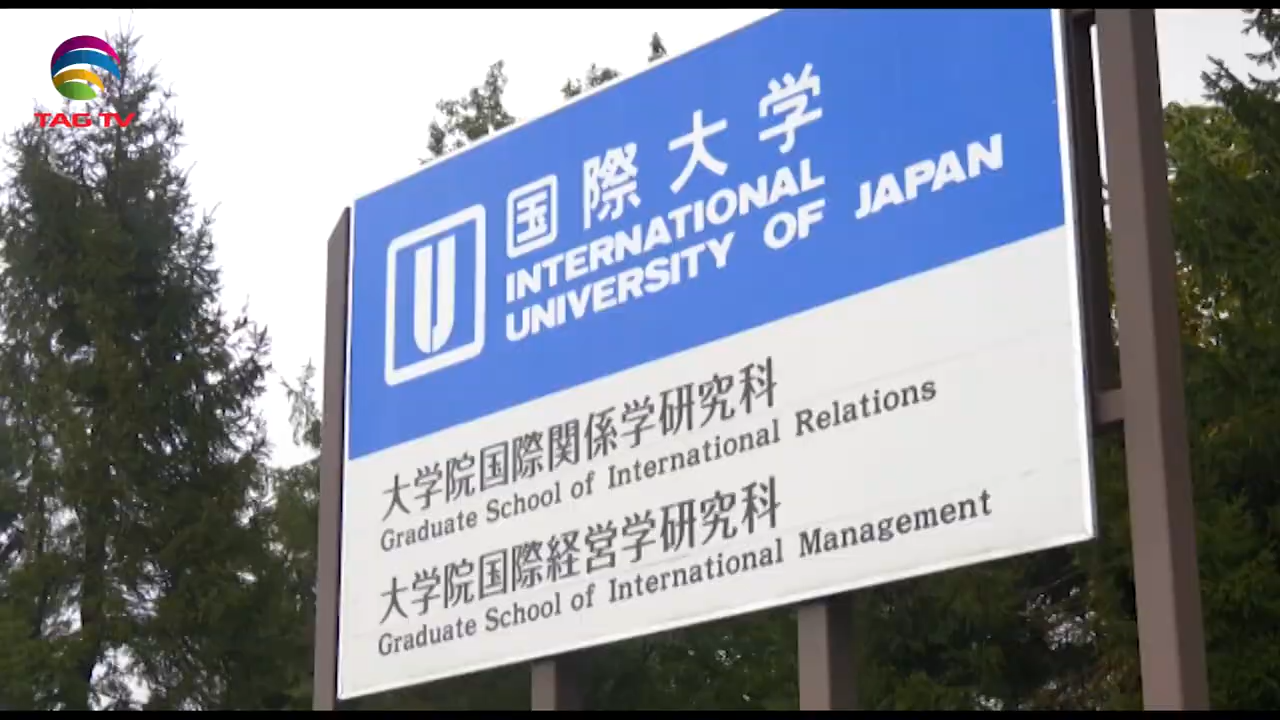 TAG TV
国際大学
INTERNATIONAL
UNIVERSITY OF JAPAN
大学院国際関係学研究科
Graduate School of International Relations
大学院国際経営学研究科
Graduate School of International Management